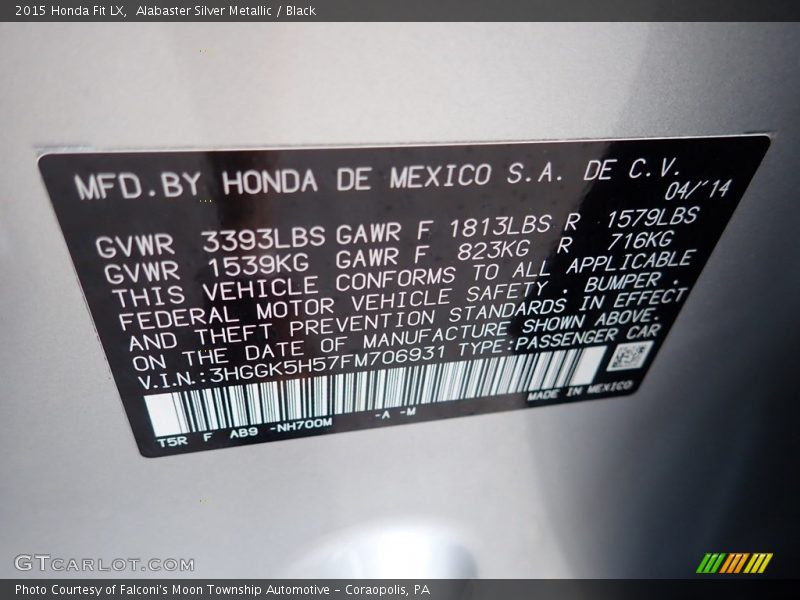 2015 Honda Fit LX, Alabaster Silver Metallic / Black
MFD. BY HONDA DE MEXICO S.A. DE C.V.
04/'14
GVWR 3393LBS GAWR F 1813LBS R 1579LBS
GVWR 1539KG GAWR F 823KG R 716KG
THIS VEHICLE CONFORMS TO ALL APPLICABLE
FEDERAL MOTOR VEHICLE SAFETY , BUMPER ,
AND THEFT PREVENTION STANDARDS IN EFFECT
ON THE DATE OF MANUFACTURE SHOWN ABOVE.
V.I.N.:3HGGK5H57FM706931 TYPE:PASSENGER CAR
T5R F AB9 -NH700M -A -M MADE IN MEXICO
GTCARLOT.COM
Photo Courtesy of Falconi's Moon Township Automotive – Coraopolis, PA